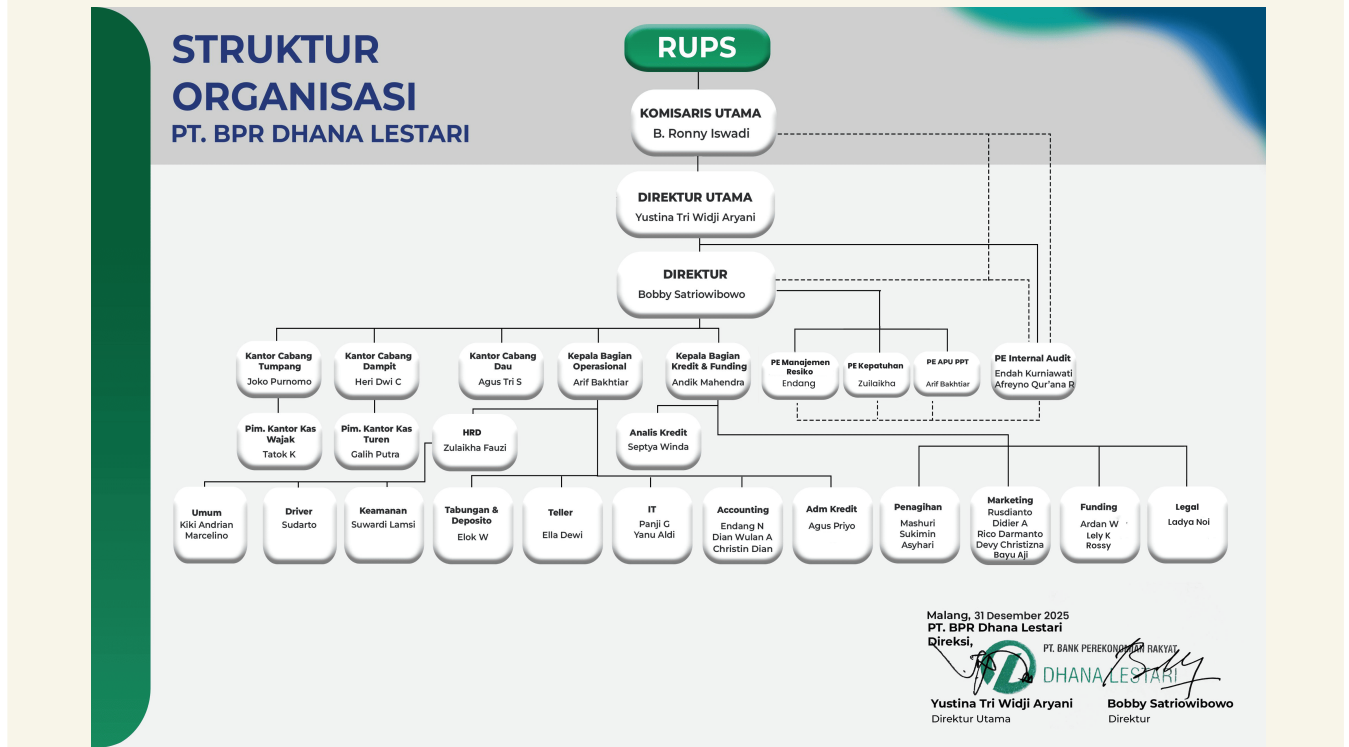 STRUKTUR
ORGANISASI
PT. BPR DHANA LESTARI
RUPS
KOMISARIS UTAMA
B. Ronny Iswadi
DIREKTUR UTAMA
Yustina Tri Widji Aryani
DIREKTUR
Bobby Satriowibowo
Kantor Cabang
Tumpang
Joko Purnomo
Kantor Cabang
Dampit
Heri Dwi C
Kantor Cabang
Dau
Agus Tri S
Kepala Bagian
Operasional
Arif Bakhtiar
Kepala Bagian
Kredit & Funding
Andik Mahendra
PE Manajemen
Resiko
Endang
PE Kepatuhan
Zuilaikha
PE APU PPT
Arif Bakhtiar
PE Internal Audit
Endah Kurniawati
Afreyno Qur'ana R
Pim. Kantor Kas
Wajak
Tatok K
Pim. Kantor Kas
Turen
Galih Putra
HRD
Zulaikha Fauzi
Analis Kredit
Septya Winda
Umum
Kiki Andrian
Marcelino
Driver
Sudarto
Keamanan
Suwardi Lamsi
Tabungan &
Deposito
Elok W
Teller
Ella Dewi
IT
Panji G
Yanu Aldi
Accounting
Endang N
Dian Wulan A
Christin Dian
Adm Kredit
Agus Priyo
Penagihan
Mashuri
Sukimin
Asyhari
Marketing
Rusdianto
Didier A
Rico Darmanto
Devy Christizna
Bayu Aji
Funding
Ardan W
Lely K
Rossy
Legal
Ladya Noi
Malang, 31 Desember 2025
PT. BPR Dhana Lestari
Direksi,
PT. BANK PEREKONOMIAN RAKYAT
DHANA LESTARI
Yustina Tri Widji Aryani
Direktur Utama
Bobby Satriowibowo
Direktur